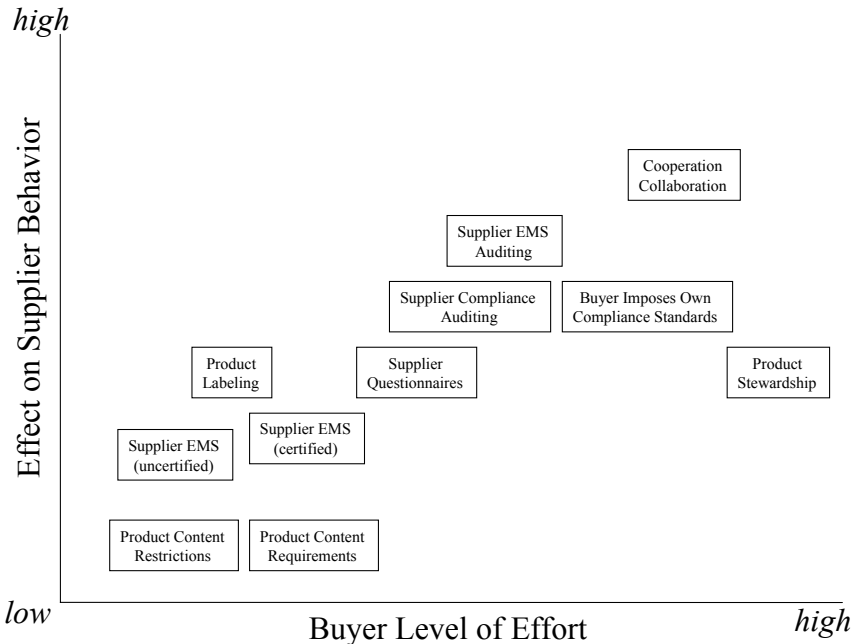 high
Effect on Supplier Behavior
Cooperation
Collaboration
Supplier EMS
Auditing
Supplier Compliance
Auditing
Buyer Imposes Own
Compliance Standards
Product
Labeling
Supplier
Questionnaires
Product
Stewardship
Supplier EMS
(uncertified)
Supplier EMS
(certified)
Product Content
Restrictions
Product Content
Requirements
low
Buyer Level of Effort
high